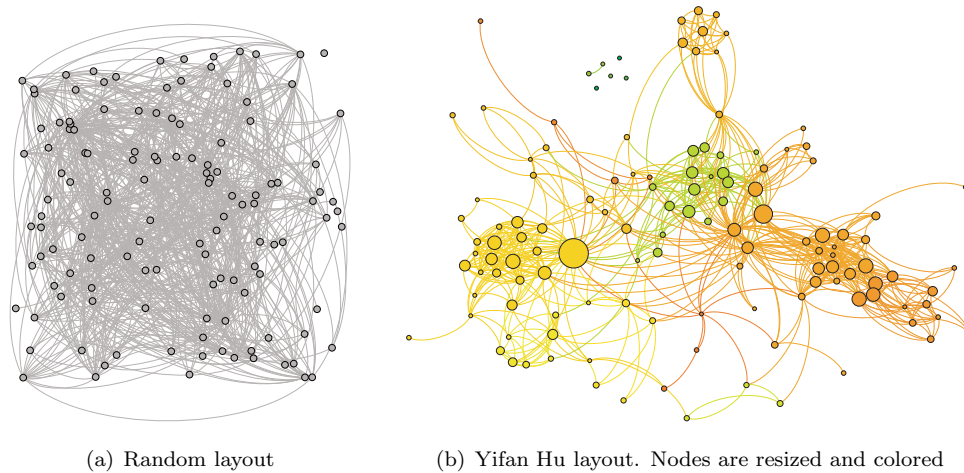 (a) Random layout
(b) Yifan Hu layout. Nodes are resized and colored